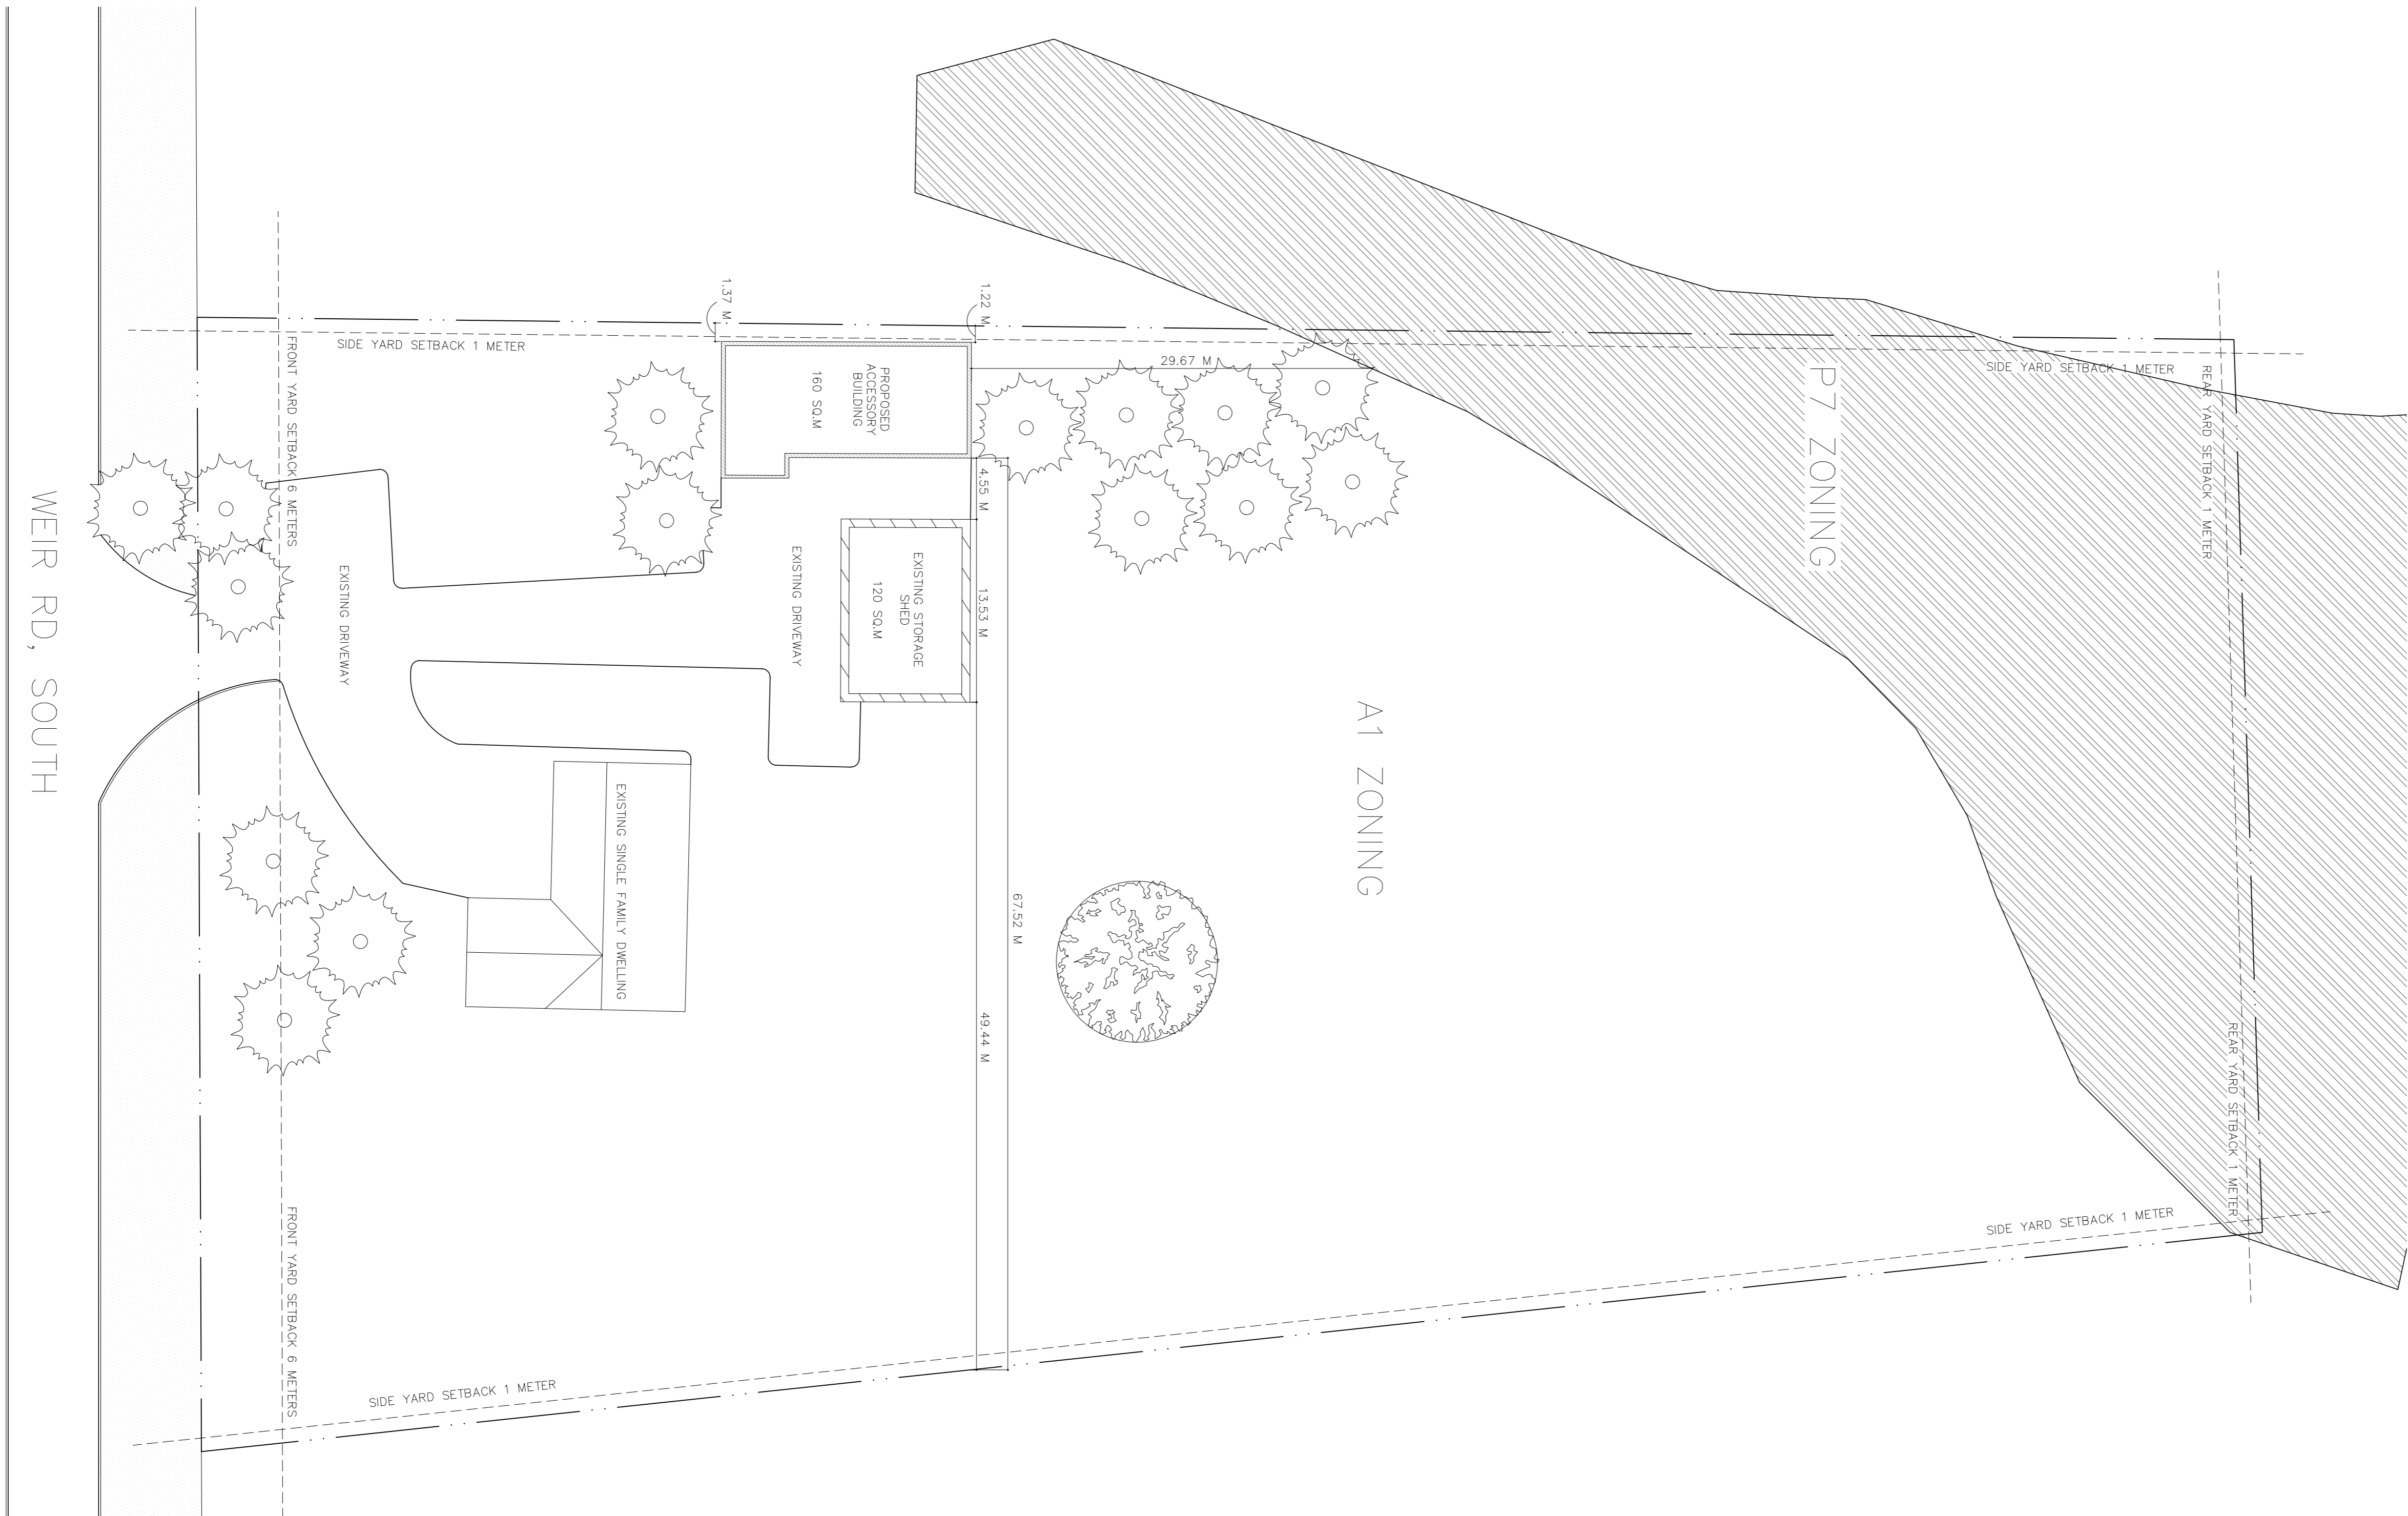 WEIR RD, SOUTH
1.37 M
1.22 M
SIDE YARD SETBACK 1 METER
FRONT YARD SETBACK 6 METERS
PROPOSED
ACCESSORY
BUILDING
160 SQ.M
29.67 M
P7 ZONING
SIDE YARD SETBACK 1 METER
REAR YARD SETBACK 1 METER
4.55 M
EXISTING DRIVEWAY
EXISTING DRIVEWAY
EXISTING STORAGE
SHED
120 SQ.M
13.53 M
A1 ZONING
EXISTING SINGLE FAMILY DWELLING
67.52 M
49.44 M
REAR YARD SETBACK 1 METER
SIDE YARD SETBACK 1 METER
FRONT YARD SETBACK 6 METERS
SIDE YARD SETBACK 1 METER